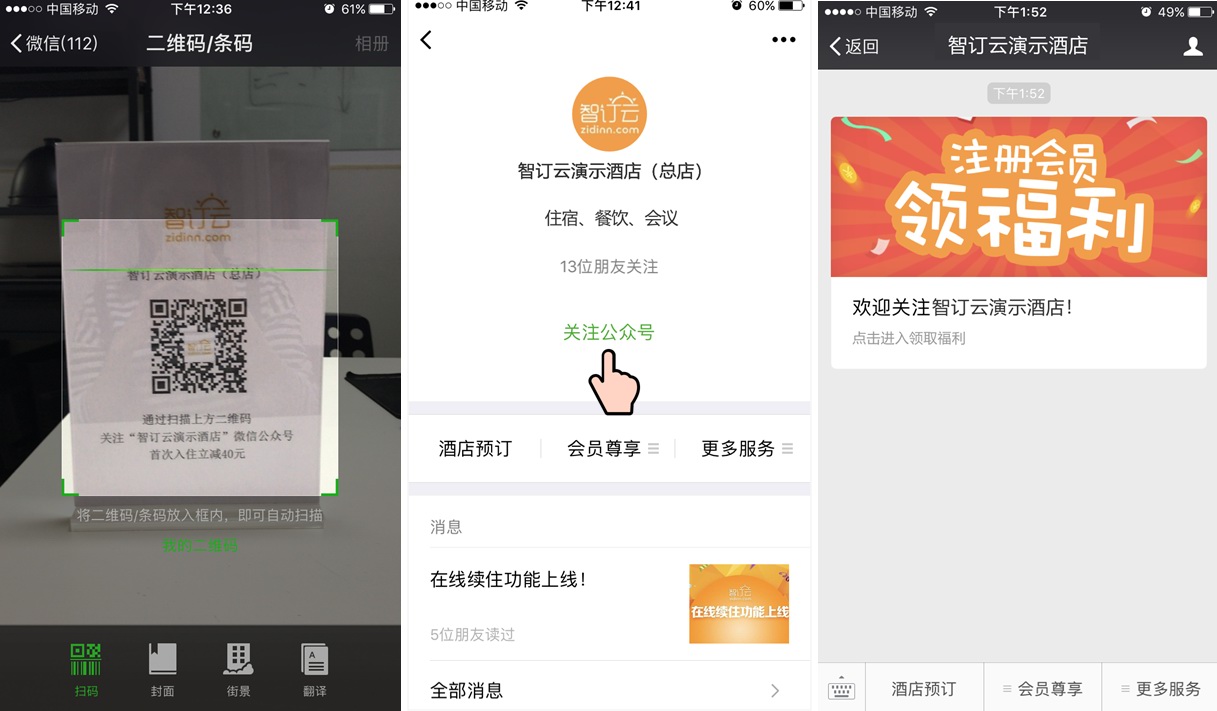 中国移动 下午12:36 61%
微信(112) 二维码/条码 相册
智订云
zidinn.com
智订云演示酒店（总店）
智订云
通过扫描上方二维码
关注“智订云演示酒店”微信公众号
首次入住立减40元
将二维码/条码放入框内，即可自动扫描
我的二维码
扫码 封面 街景 翻译
中国移动 下午12:41 60%
智订云
zidinn.com
智订云演示酒店（总店）
住宿、餐饮、会议
13位朋友关注
关注公众号
酒店预订 会员尊享 更多服务
消息
在线续住功能上线！
智订云
在线续住功能上线
5位朋友读过
全部消息
中国移动 下午1:52 49%
返回 智订云演示酒店
下午1:52
注册会员
领福利
欢迎关注智订云演示酒店！
点击进入领取福利
酒店预订 会员尊享 更多服务